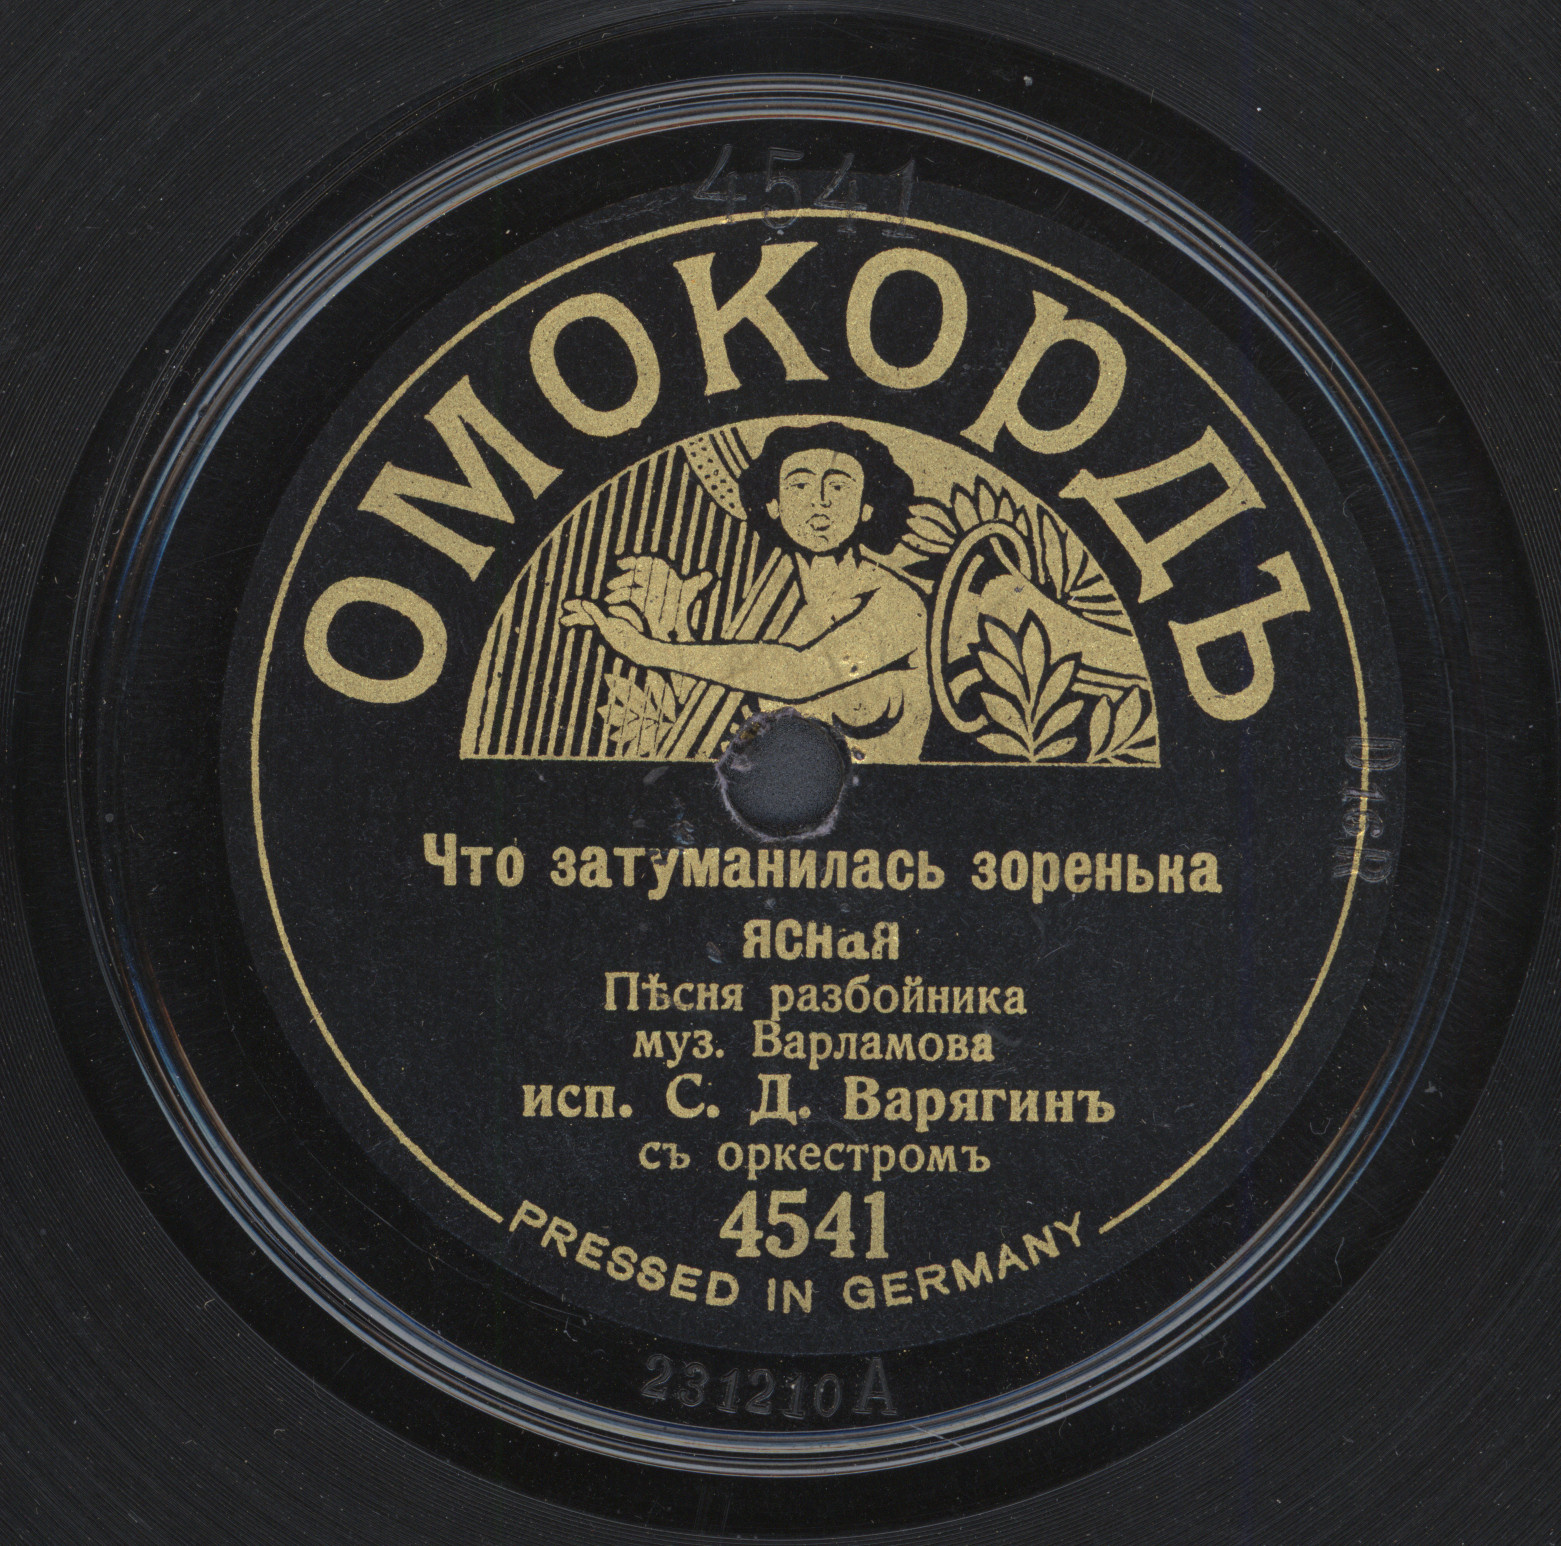 4541
ОМОКОРДЪ
D 16 R
Что затуманилась зоренька
ясная
Пѣсня разбойника
муз. Варламова
исп. С. Д. Варягинъ
съ оркестромъ
4541
PRESSED IN GERMANY
231210 A